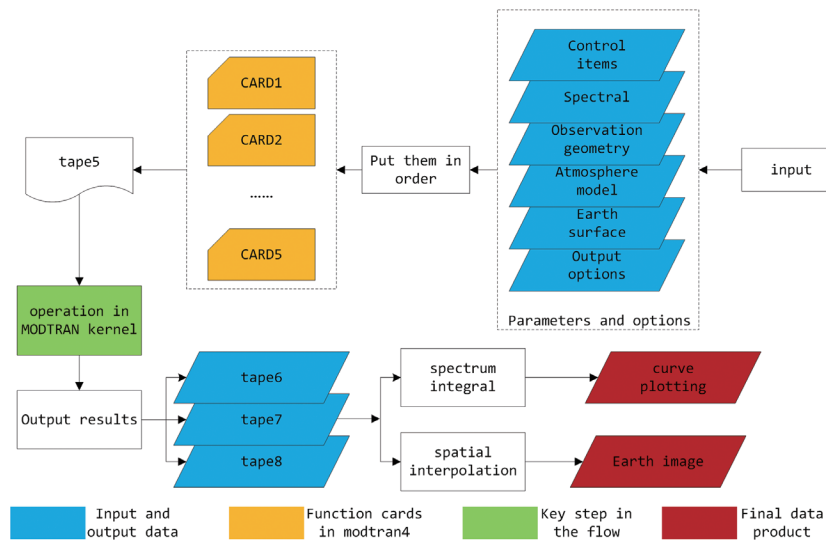 Control
items
Spectral
Observation
geometry
Atmosphere
model
Earth
surface
Output
options
Parameters and options
input
Put them in
order
CARD1
CARD2
......
CARD5
tape5
operation in
MODTRAN kernel
Output results
tape6
tape7
tape8
spectrum
integral
spatial
interpolation
curve
plotting
Earth image
Input and
output data
Function cards
in modtran4
Key step in
the flow
Final data
product